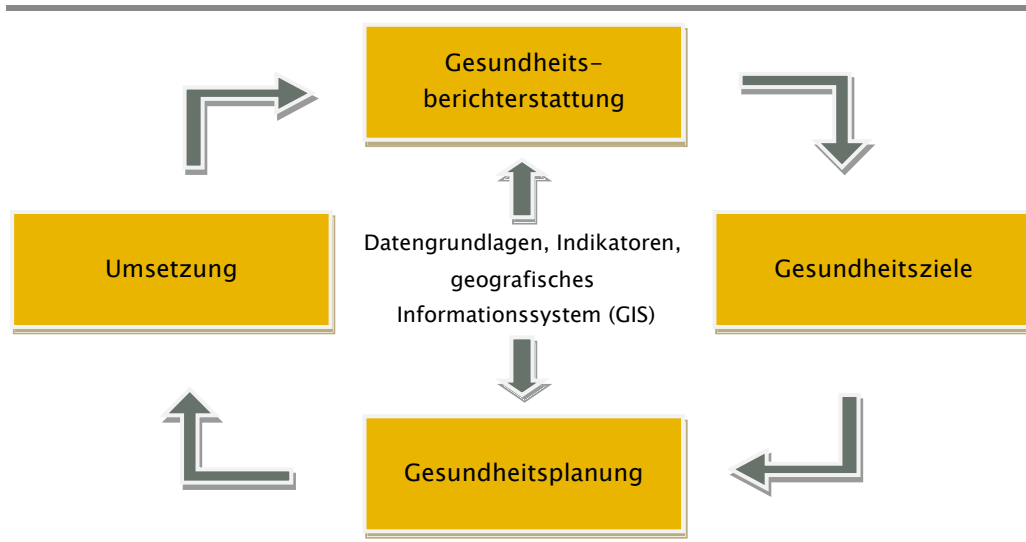 Gesundheits-
berichterstattung
Umsetzung
Datengrundlagen, Indikatoren,
geografisches
Informationssystem (GIS)
Gesundheitsziele
Gesundheitsplanung